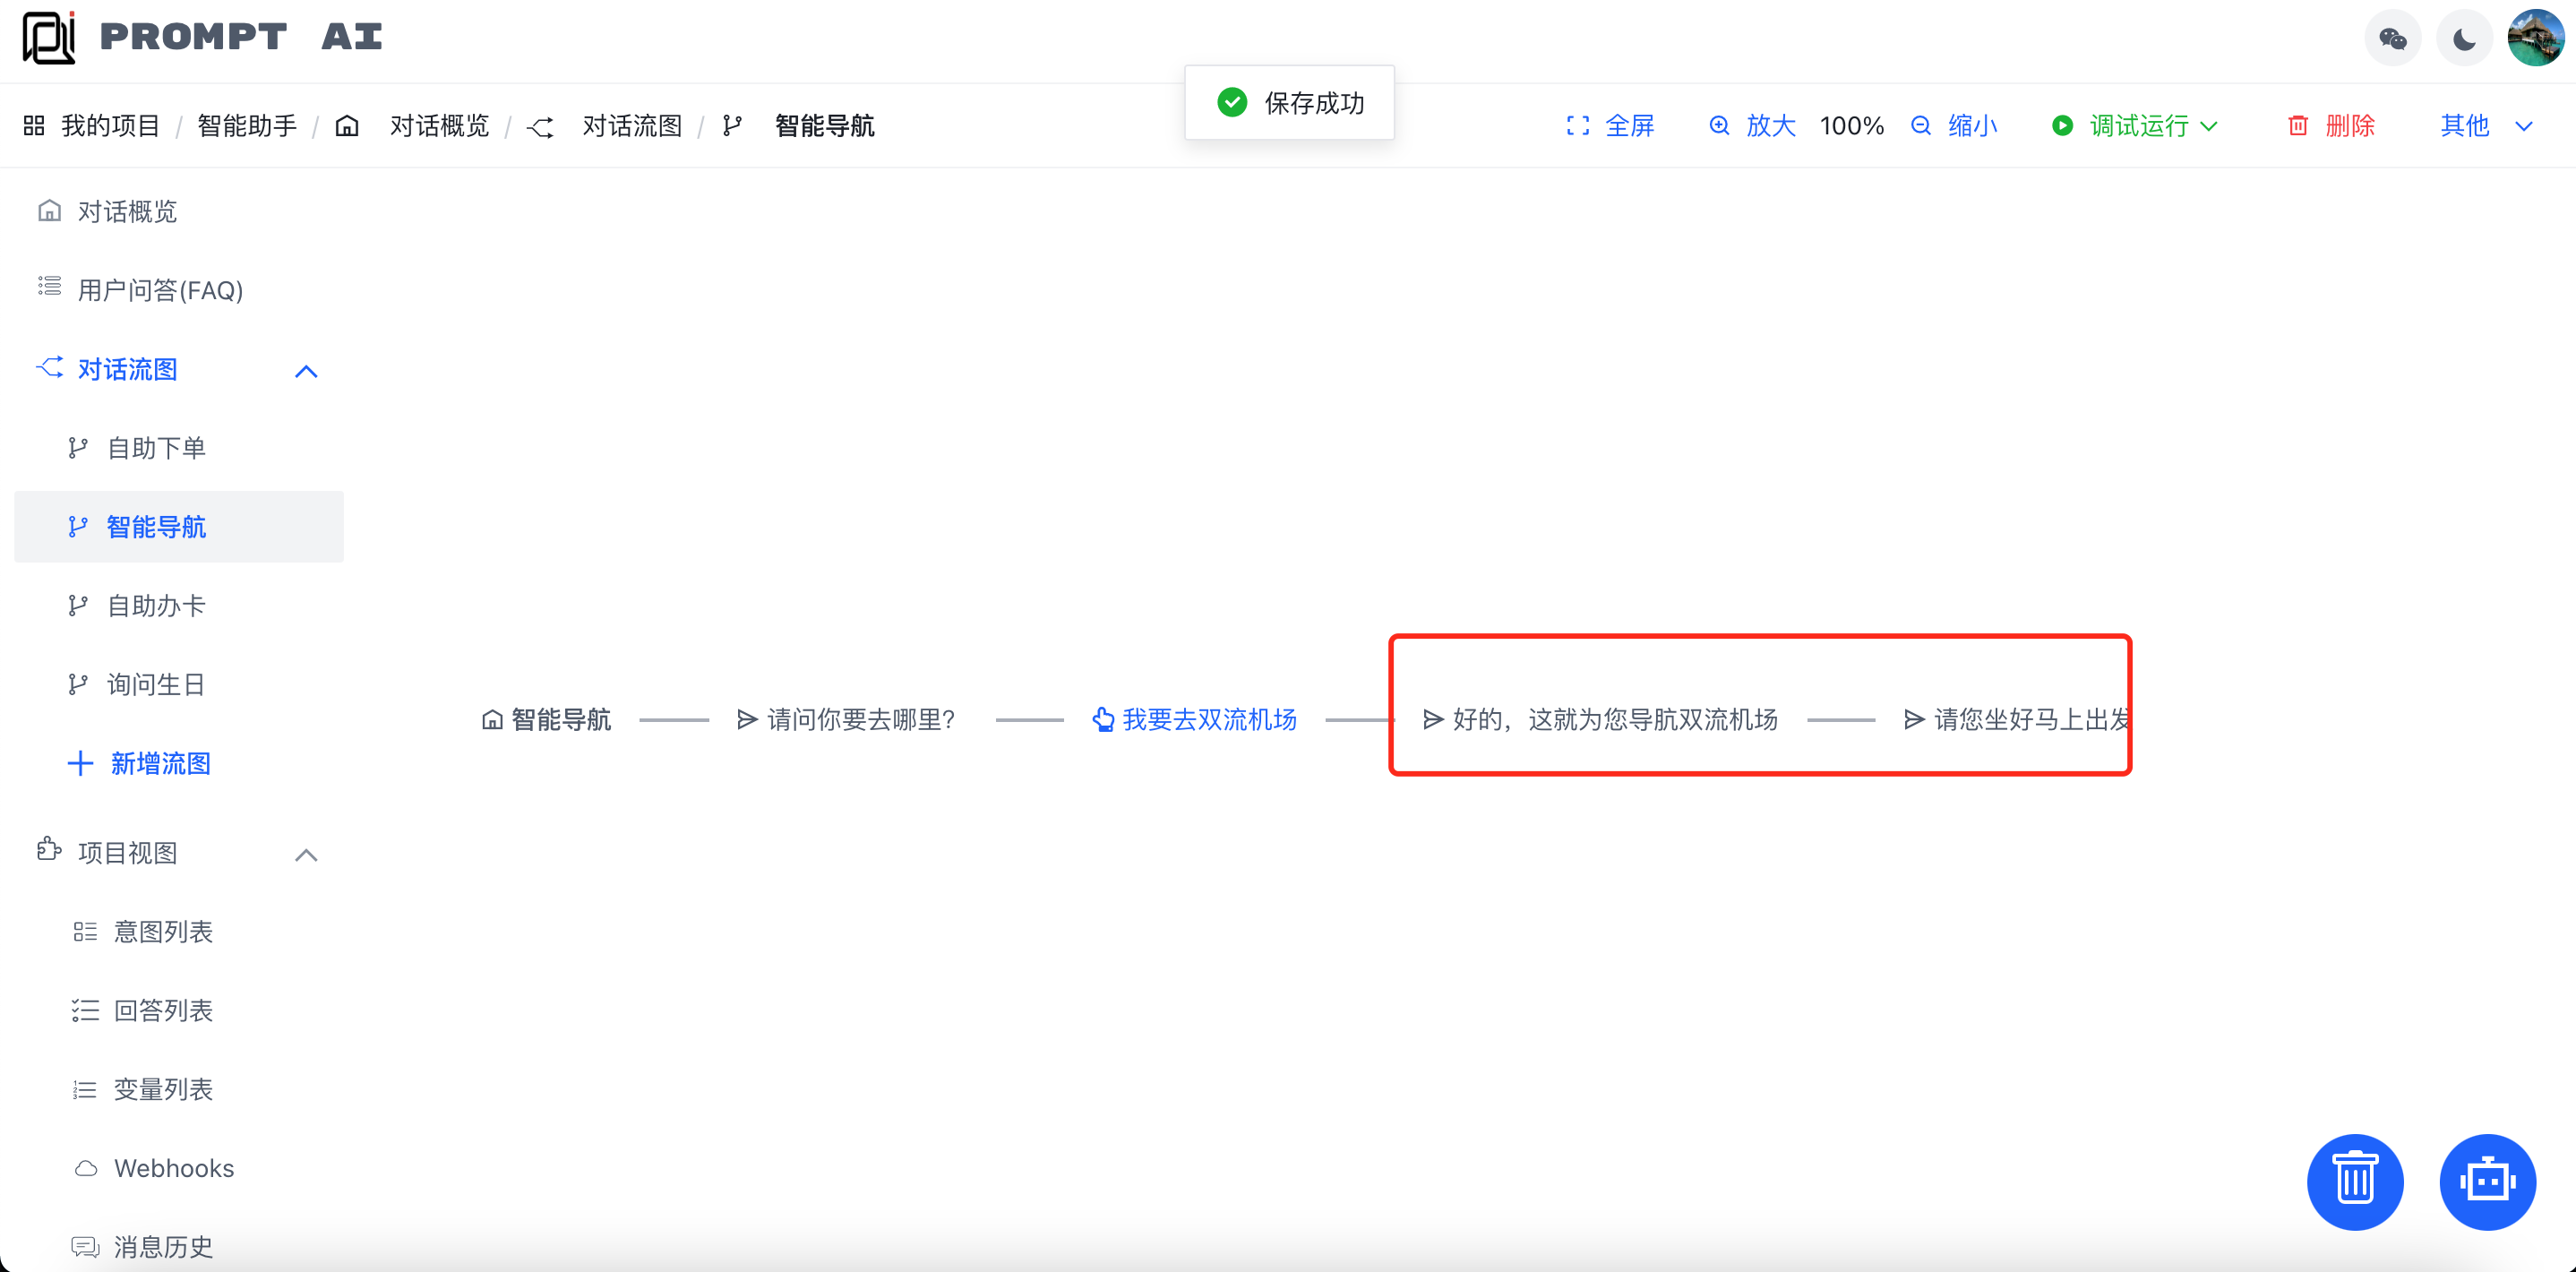 PROMPT AI
保存成功
我的项目 / 智能助手 / 对话概览 / 对话流图 / 智能导航
全屏 放大 100% 缩小 调试运行 删除 其他
对话概览
用户问答(FAQ)
对话流图
自助下单
智能导航
自助办卡
询问生日
智能导航 请问你要去哪里? 我要去双流机场 好的，这就为您导航双流机场 请您坐好马上出发
新增流图
项目视图
意图列表
回答列表
变量列表
Webhooks
消息历史